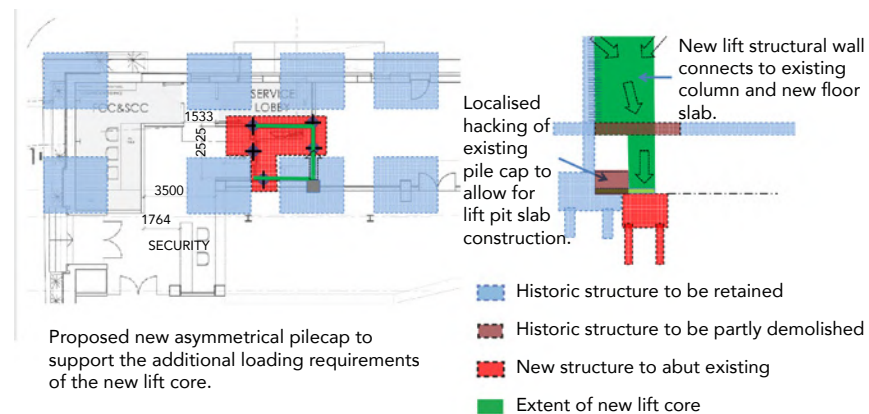 FCC&SCC
SERVICE
LOBBY
1533
2525
3500
1764
SECURITY
Proposed new asymmetrical pilecap to
support the additional loading requirements
of the new lift core.
New lift structural wall
connects to existing
column and new floor
slab.
Localised
hacking of
existing
pile cap to
allow for
lift pit slab
construction.
Historic structure to be retained
Historic structure to be partly demolished
New structure to abut existing
Extent of new lift core